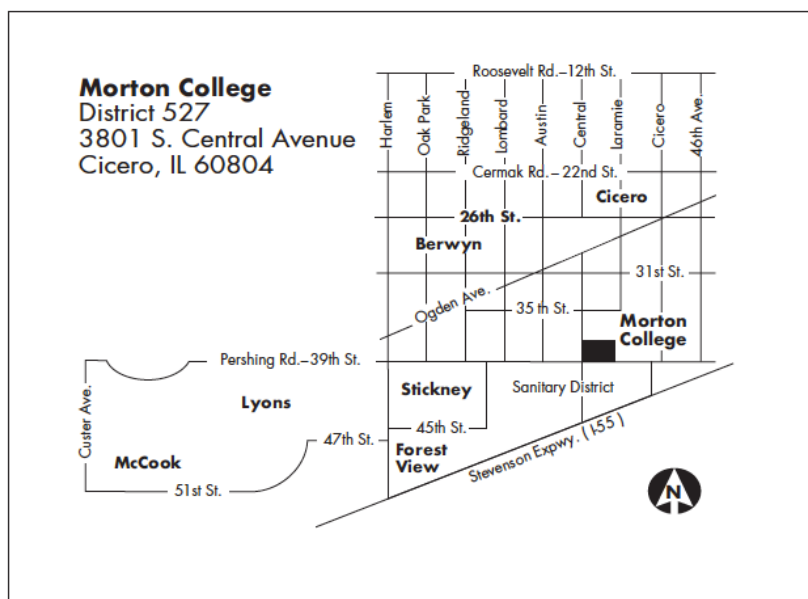 Morton College
District 527
3801 S. Central Avenue
Cicero, IL 60804
Roosevelt Rd.–12th St.
Harlem
Oak Park
Ridgeland
Lombard
Austin
Central
Laramie
Cicero
46th Ave.
Cermak Rd.– 22nd St.
Cicero
26th St.
Berwyn
31st St.
Ogden Ave.
35 th St.
Morton
College
Pershing Rd.–39th St.
Stickney
Sanitary District
Custer Ave.
Lyons
45th St.
47th St.
Forest
View
Stevenson Expwy. ( I-55 )
McCook
51st St.
N